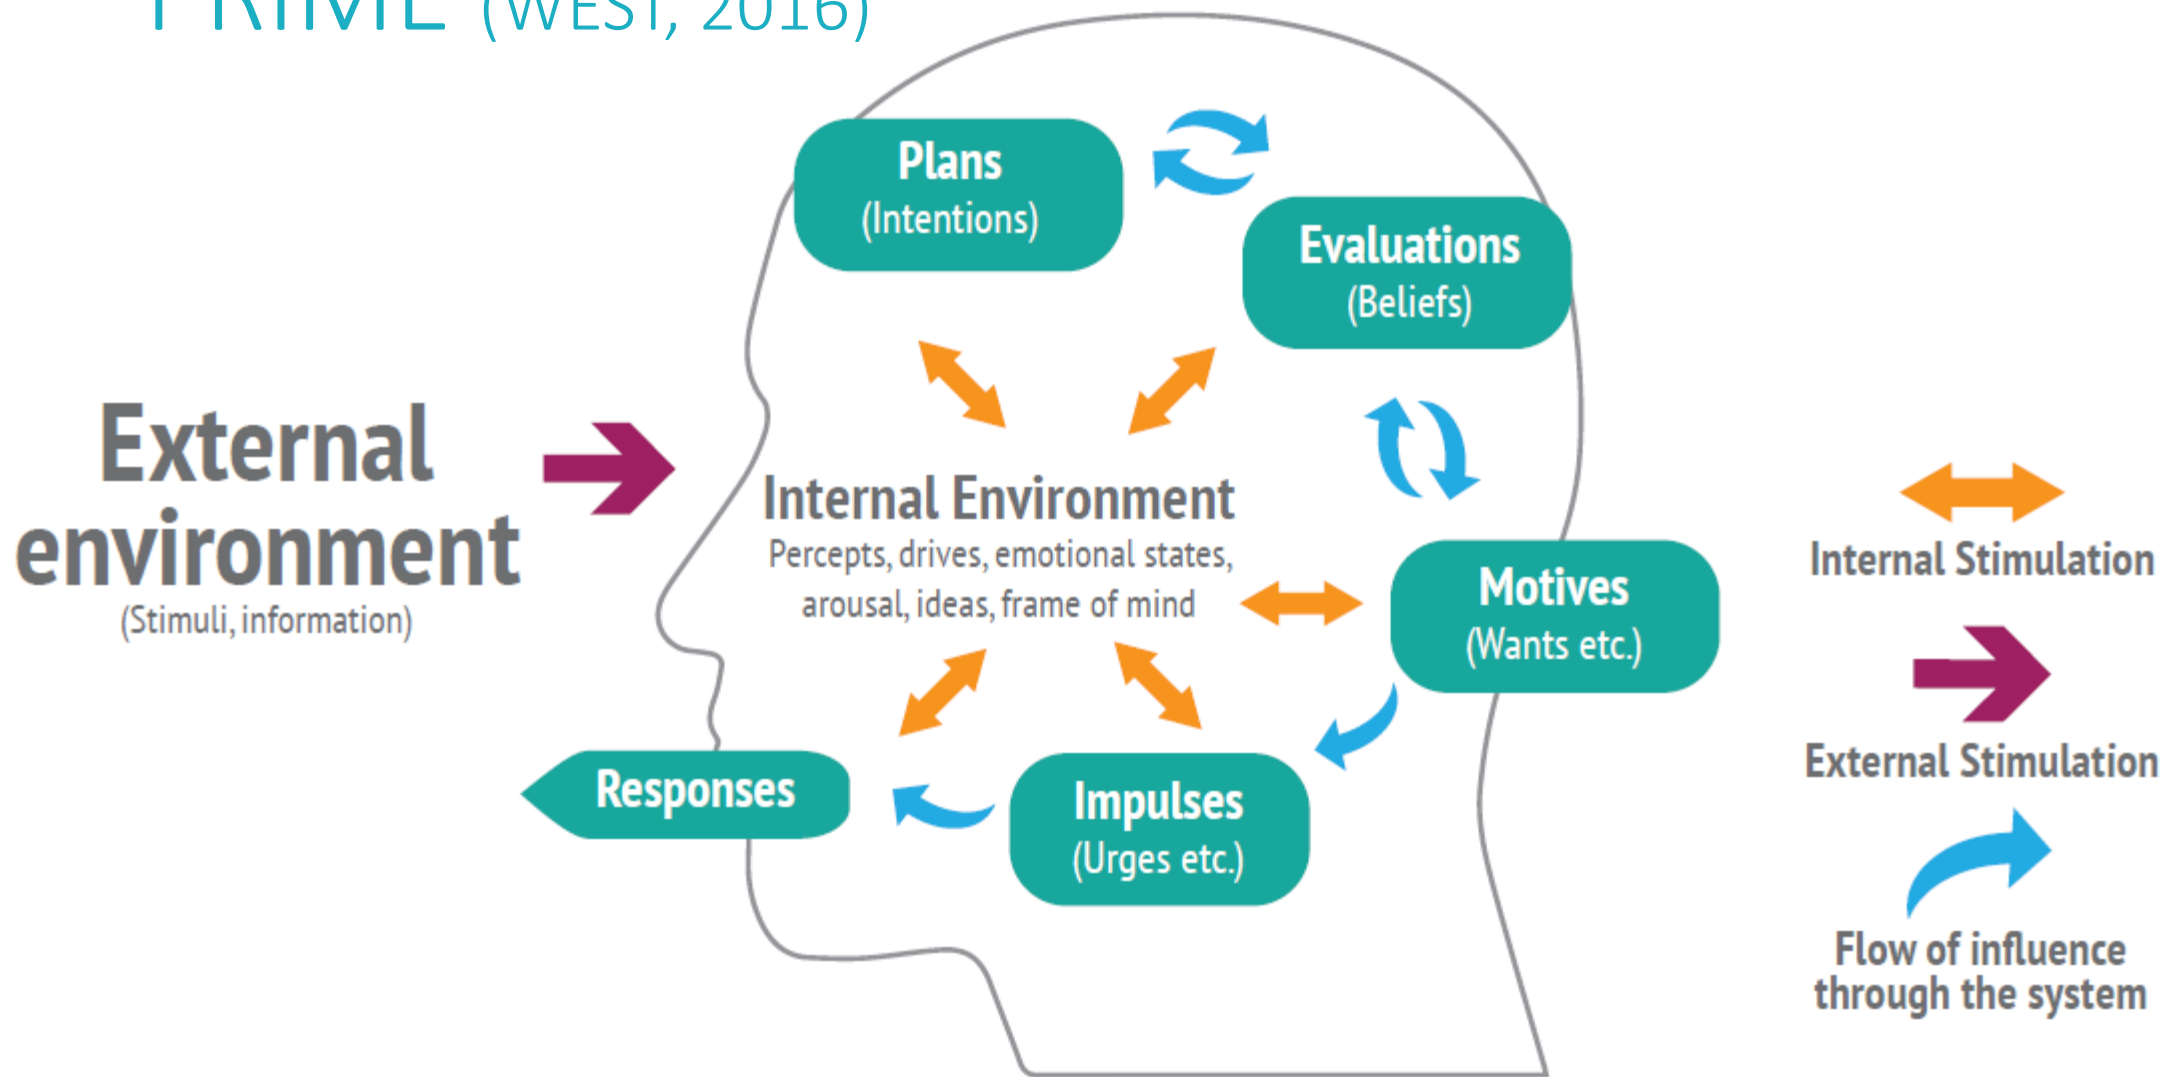 PRIME (WEST, 2016)
Plans
(Intentions)
Evaluations
(Beliefs)
External
environment
(Stimuli, information)
Internal Environment
Percepts, drives, emotional states,
arousal, ideas, frame of mind
Motives
(Wants etc.)
Responses
Impulses
(Urges etc.)
Internal Stimulation
External Stimulation
Flow of influence
through the system